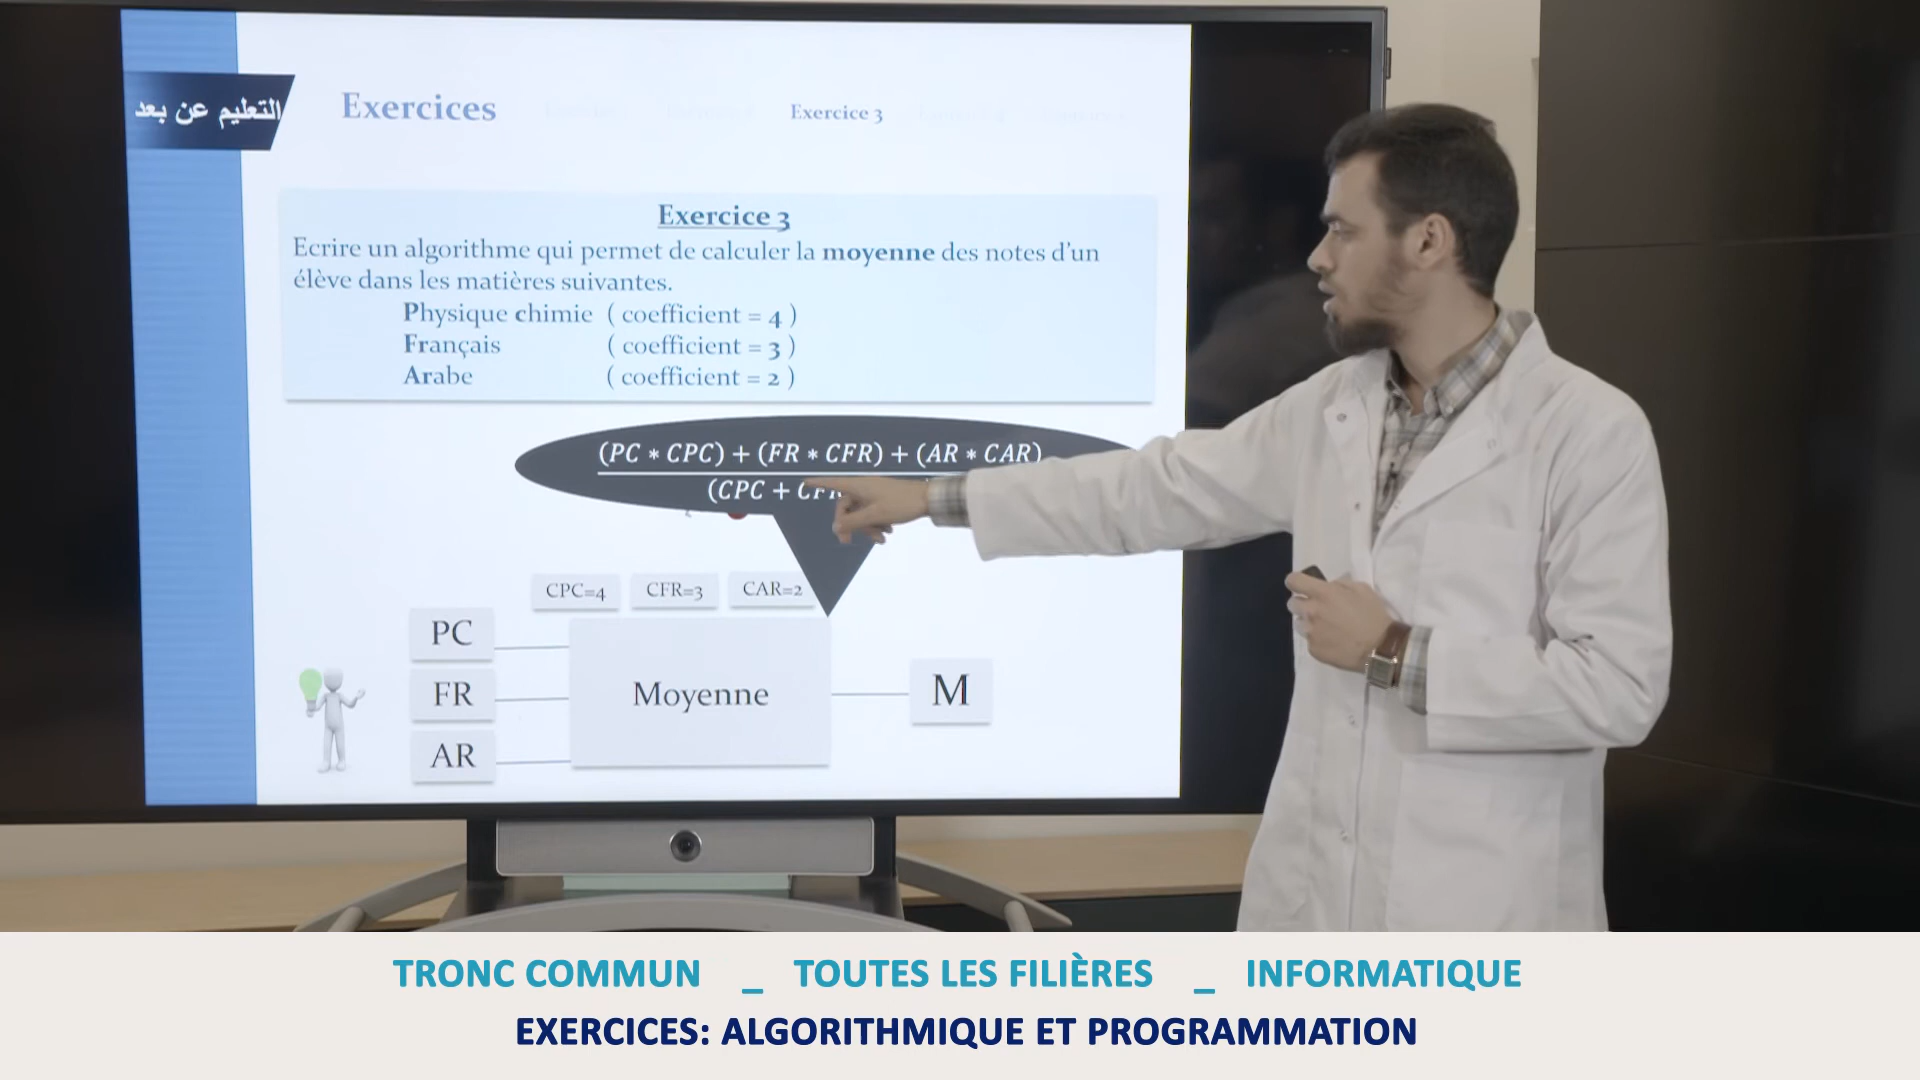 التعليم عن بعد
Exercices
Exercice 3
Exercice 3
Ecrire un algorithme qui permet de calculer la moyenne des notes d'un
élève dans les matières suivantes.
Physique chimie ( coefficient = 4 )
Français ( coefficient = 3 )
Arabe ( coefficient = 2 )
(PC * CPC) + (FR * CFR) + (AR * CAR)
(CPC + CFR
CPC=4 CFR=3 CAR=2
PC
FR
AR
Moyenne
M
TRONC COMMUN _ TOUTES LES FILIÈRES _ INFORMATIQUE
EXERCICES: ALGORITHMIQUE ET PROGRAMMATION